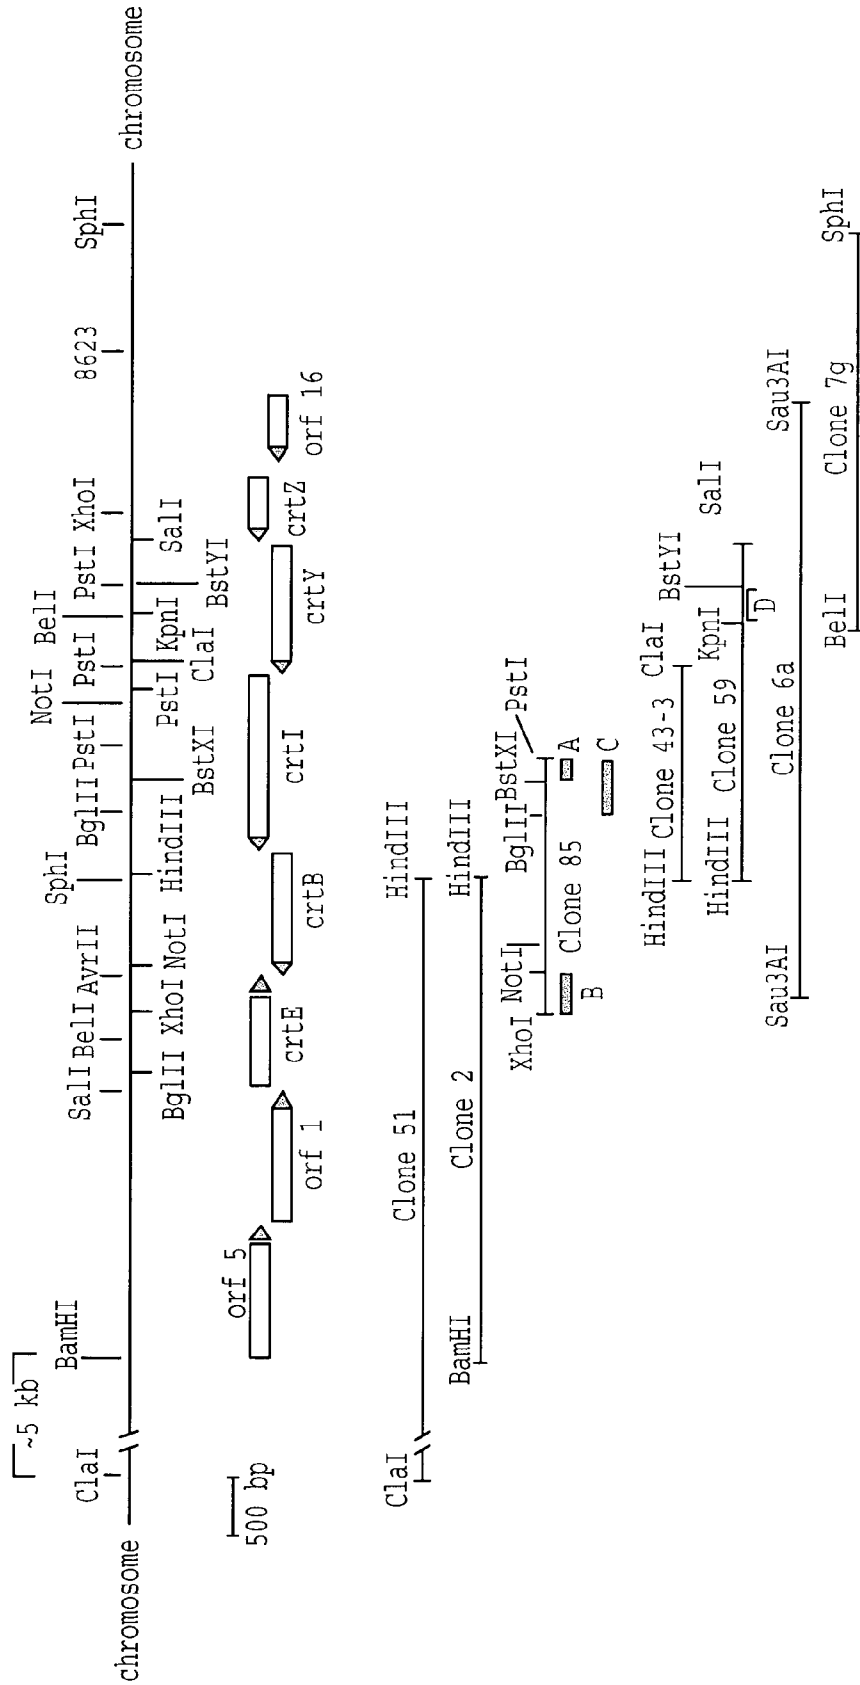 ~5 kb
ClaI
BamHI
SalI
BelI
AvrII
SphI
BglII
PstI
NotI
PstI
BelI
PstI
XhoI
8623
SphI
chromosome
chromosome
BglII
XhoI
NotI
HindIII
BstXI
PstI
ClaI
KpnI
BstYI
SalI
500 bp
orf 5
orf 1
crtE
crtB
crtI
crtY
crtZ
orf 16
ClaI
Clone 51
HindIII
BamHI
Clone 2
HindIII
XhoI
NotI
Clone 85
BglII
BstXI
PstI
B
A
C
HindIII
Clone 43-3
ClaI
HindIII
Clone 59
KpnI
BstYI
SalI
D
Sau3AI
Clone 6a
Sau3AI
BelI
Clone 7g
SphI